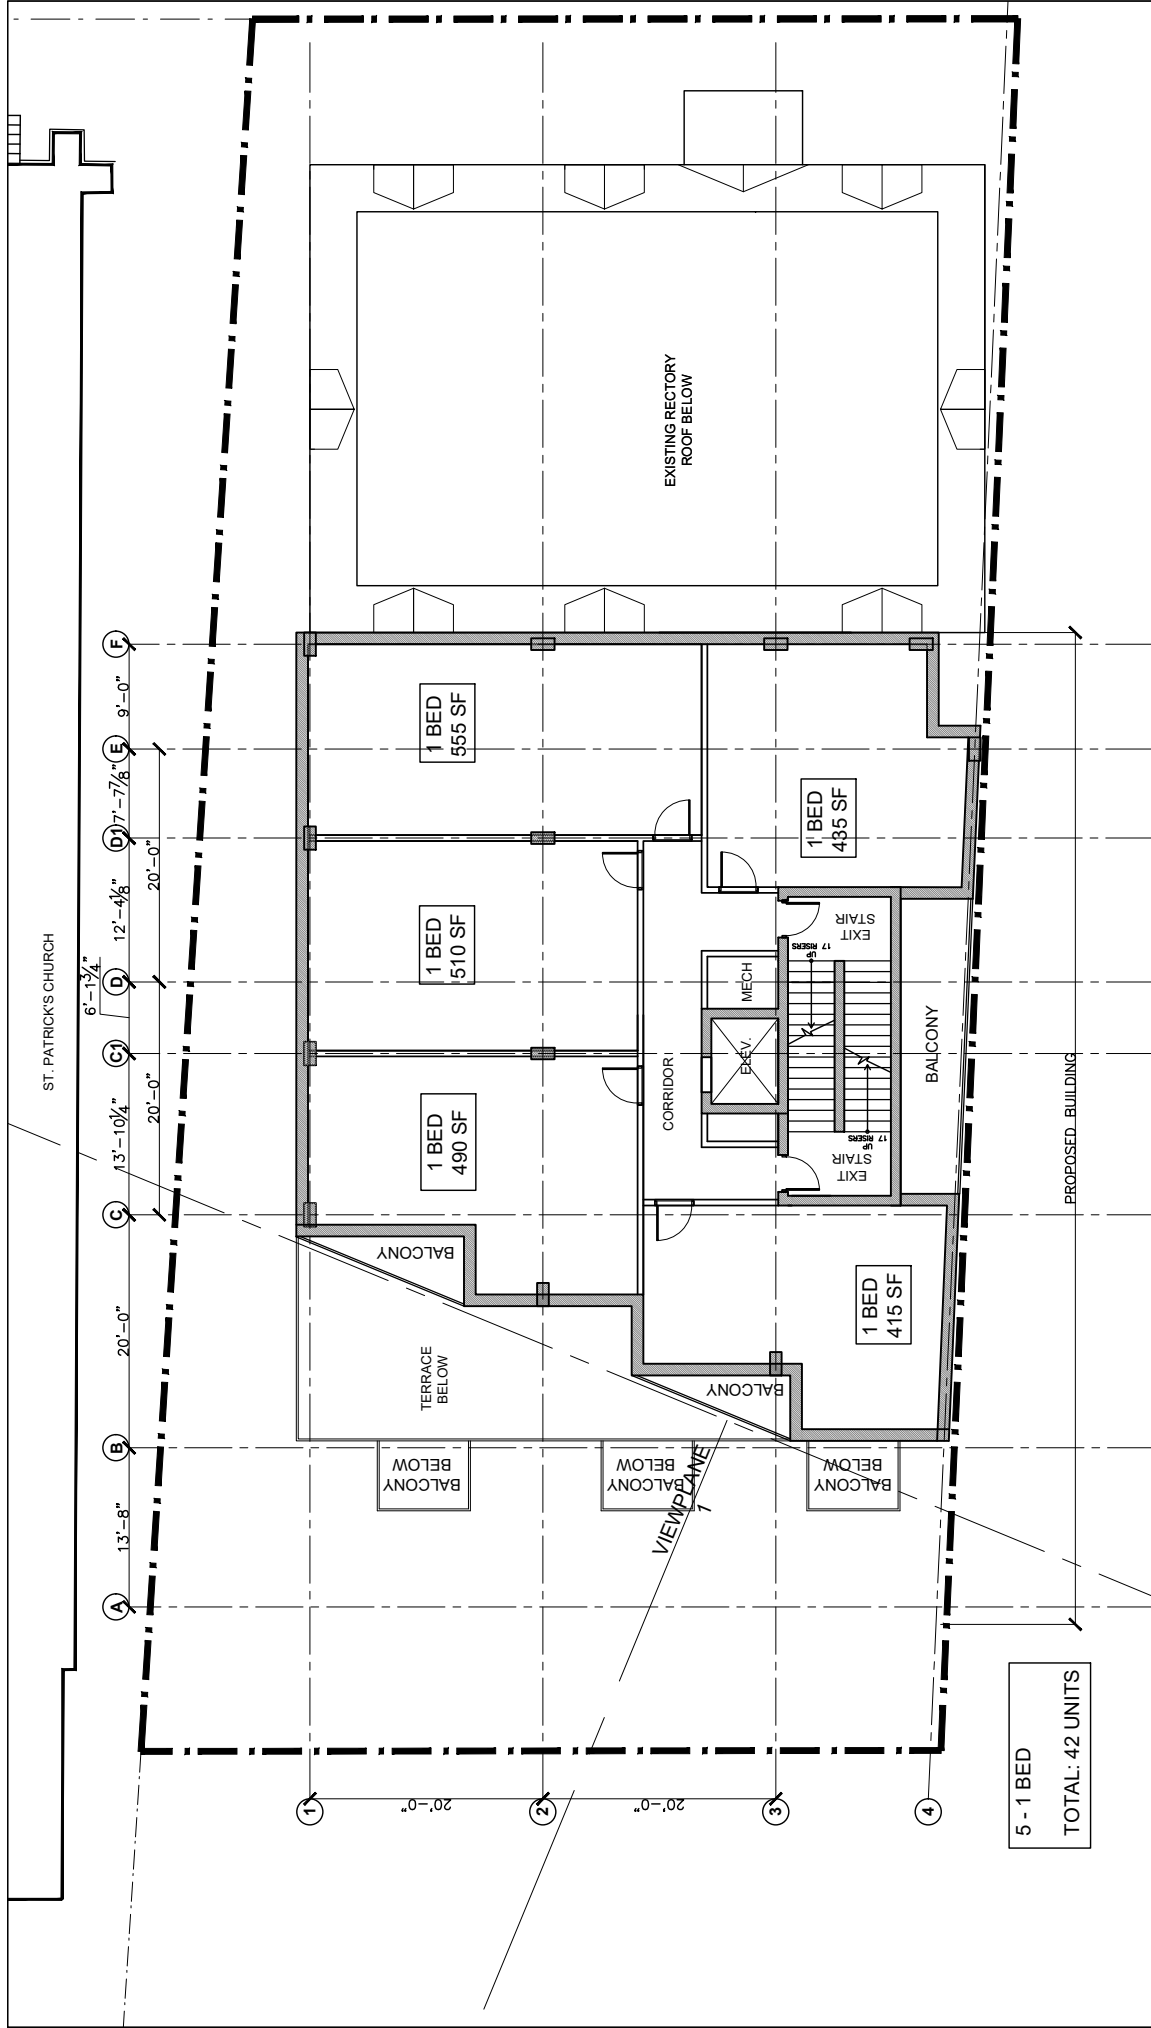 ST. PATRICK'S CHURCH
A
B
C
C1
D
D1
E
F
13'-8"
20'-0"
13'-10 1/4"
6'-1 3/4"
12'-4 1/8"
7'-7 7/8"
9'-0"
20'-0"
20'-0"
1
2
3
4
20'-0"
20'-0"
1 BED
490 SF
1 BED
510 SF
1 BED
555 SF
1 BED
415 SF
1 BED
435 SF
BALCONY
BALCONY
TERRACE
BELOW
BALCONY
BELOW
BALCONY
BELOW
BALCONY
BELOW
VIEWPLANE
1
CORRIDOR
ELEV.
MECH
EXIT
STAIR
UP
17 RISERS
EXIT
STAIR
UP
17 RISERS
BALCONY
EXISTING RECTORY
ROOF BELOW
PROPOSED BUILDING
5 - 1 BED
TOTAL: 42 UNITS